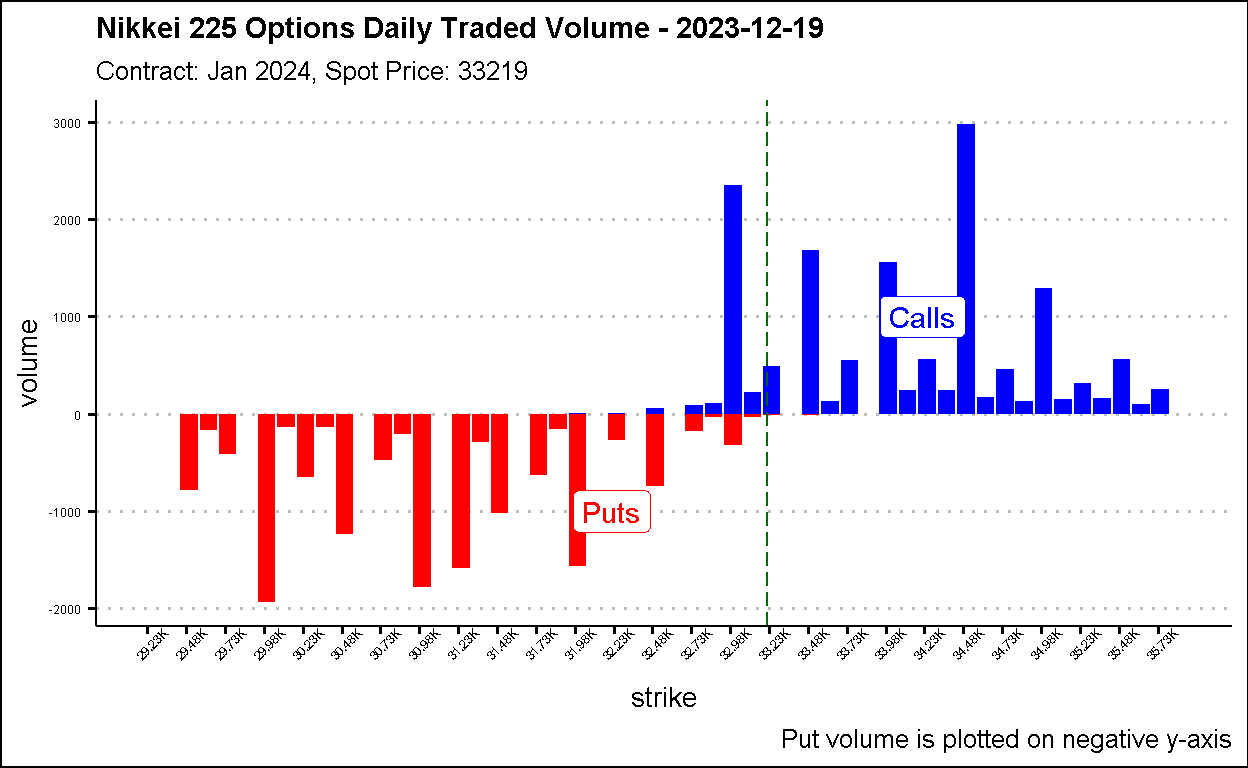 Nikkei 225 Options Daily Traded Volume - 2023-12-19
Contract: Jan 2024, Spot Price: 33219
volume
3000
2000
1000
0
-1000
-2000
Calls
Puts
29.23K 29.48K 29.73K 29.98K 30.23K 30.48K 30.73K 30.98K 31.23K 31.48K 31.73K 31.98K 32.23K 32.48K 32.73K 32.98K 33.23K 33.48K 33.73K 33.98K 34.23K 34.48K 34.73K 34.98K 35.23K 35.48K 35.73K
strike
Put volume is plotted on negative y-axis